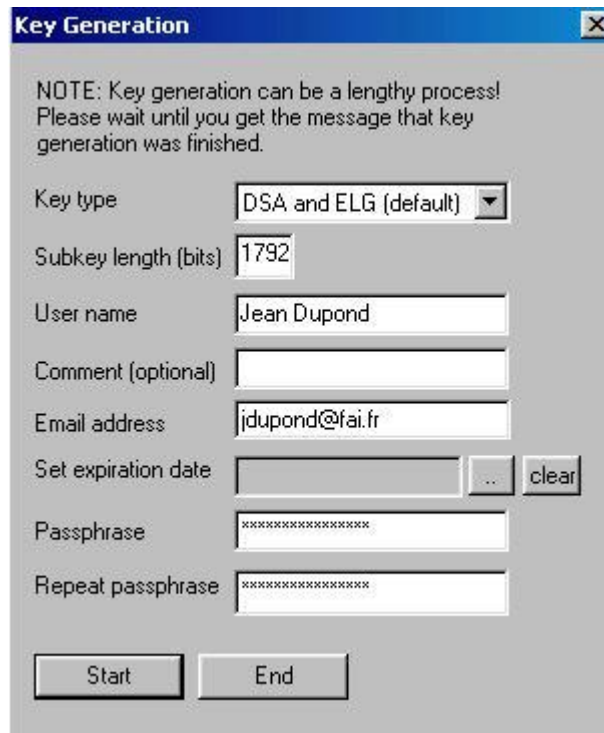 Key Generation
NOTE: Key generation can be a lengthy process!
Please wait until you get the message that key
generation was finished.
Key type DSA and ELG (default)
Subkey length (bits) 1792
User name Jean Dupond
Comment (optional)
Email address jdupond@fai.fr
Set expiration date .. clear
Passphrase ****************
Repeat passphrase ****************
Start End